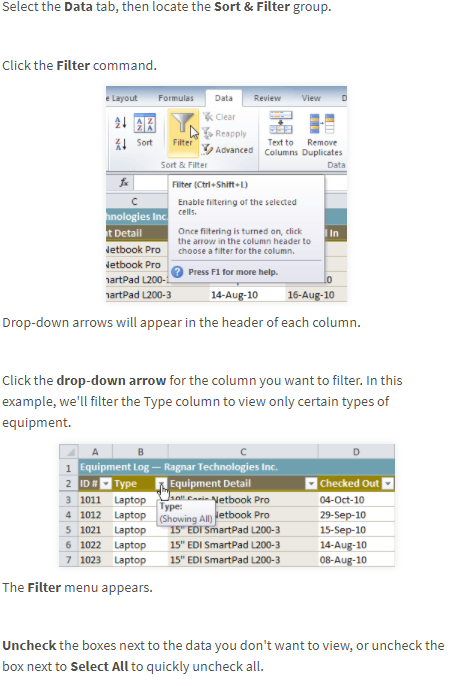 Select the Data tab, then locate the Sort & Filter group.
Click the Filter command.
e Layout Formulas Data Review View D
Clear
Reapply
Advanced
Sort Filter Text to Columns Remove Duplicates
Sort & Filter Data
fx
C
hnologies Inc.
Filter (Ctrl+Shift+L)
Enable filtering of the selected
cells.
Once filtering is turned on, click
the arrow in the column header to
choose a filter for the column.
Press F1 for more help.
t Detail l In
Netbook Pro
Netbook Pro
martPad L200-
martPad L200-3 14-Aug-10 16-Aug-10
Drop-down arrows will appear in the header of each column.
Click the drop-down arrow for the column you want to filter. In this
example, we'll filter the Type column to view only certain types of
equipment.
A B C D
1 Equipment Log — Ragnar Technologies Inc.
2 ID # Type Equipment Detail Checked Out
3 1011 Laptop Netbook Pro 04-Oct-10
4 1012 Laptop Netbook Pro 29-Sep-10
Type:
(Showing All)
5 1021 Laptop 15" EDI SmartPad L200-3 15-Sep-10
6 1022 Laptop 15" EDI SmartPad L200-3 14-Aug-10
7 1023 Laptop 15" EDI SmartPad L200-3 08-Aug-10
The Filter menu appears.
Uncheck the boxes next to the data you don't want to view, or uncheck the
box next to Select All to quickly uncheck all.